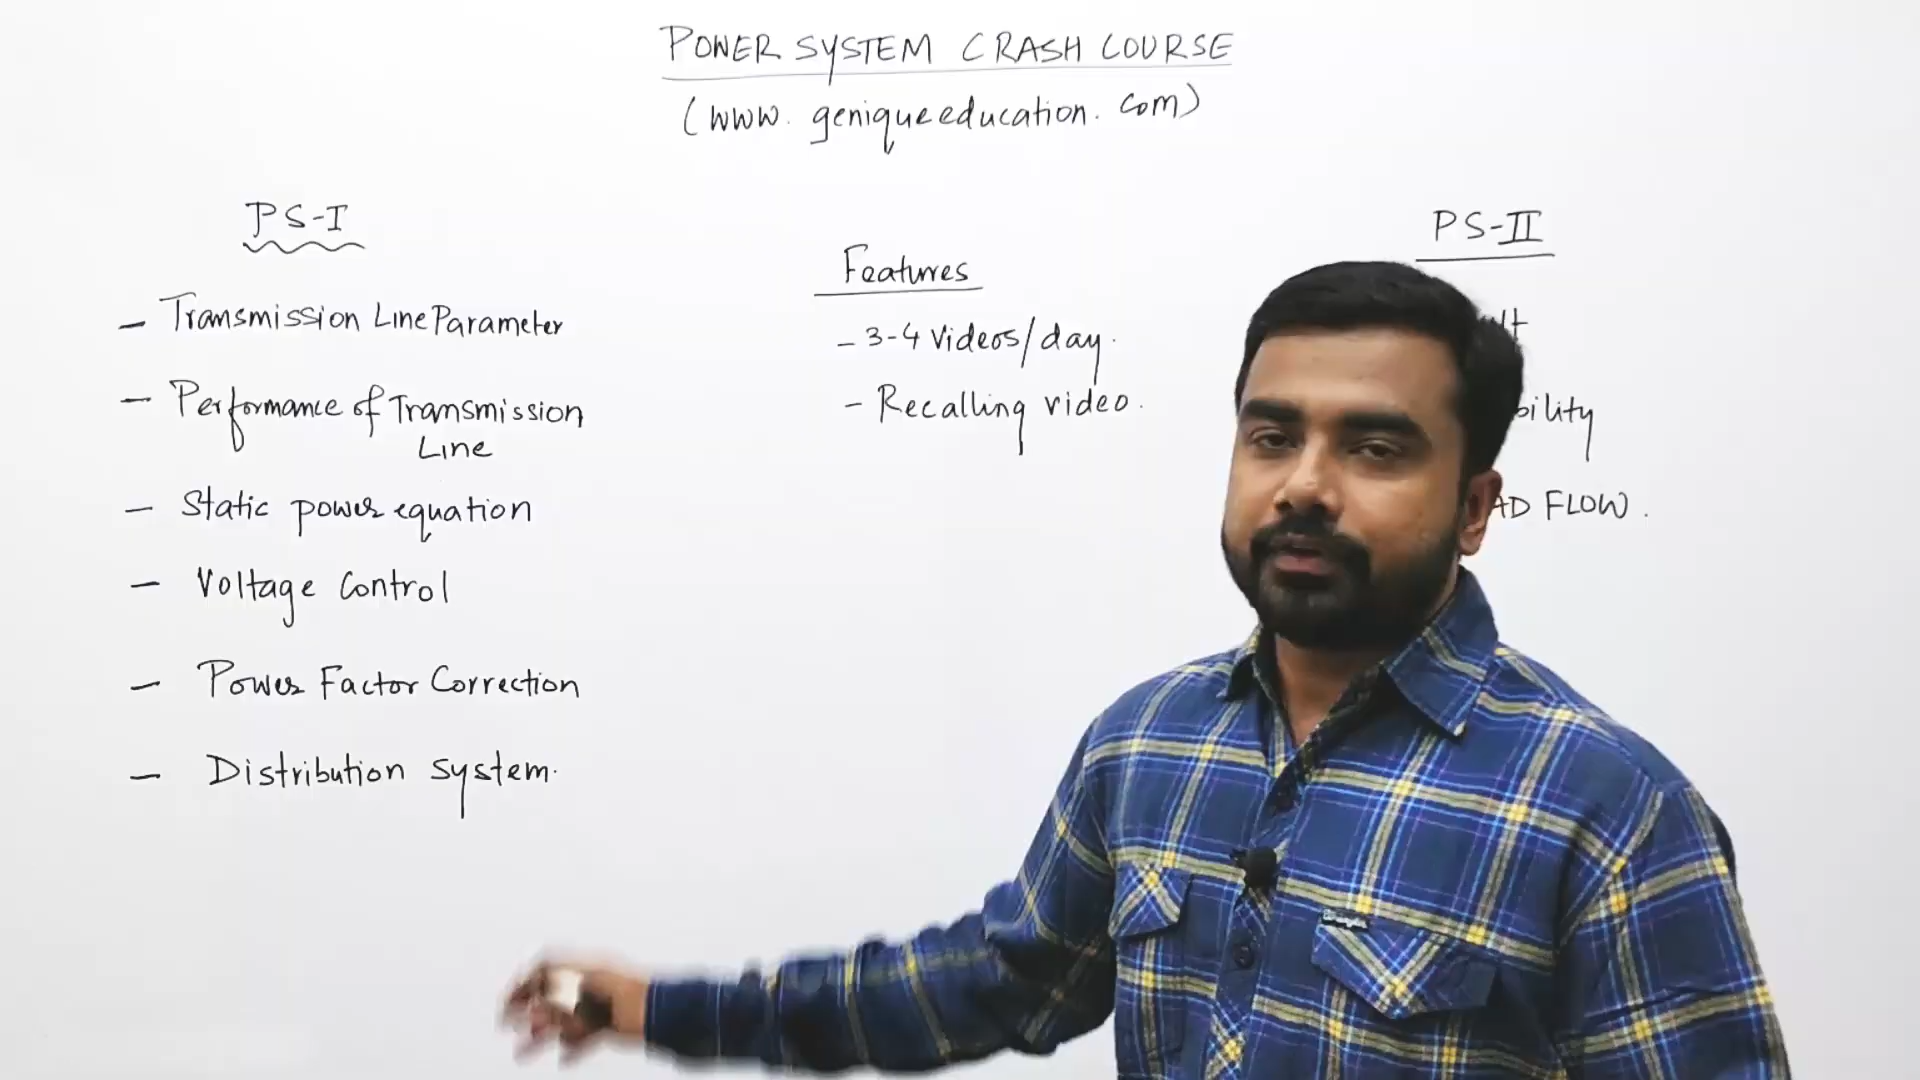 POWER SYSTEM CRASH COURSE
(www.geniqueeducation.com)
PS-I
- Transmission Line Parameter
- Performance of Transmission
Line
- Static power equation
- Voltage Control
- Power Factor Correction
- Distribution system.
Features
- 3-4 Videos/day.
- Recalling video.
PS-II
FLOW.